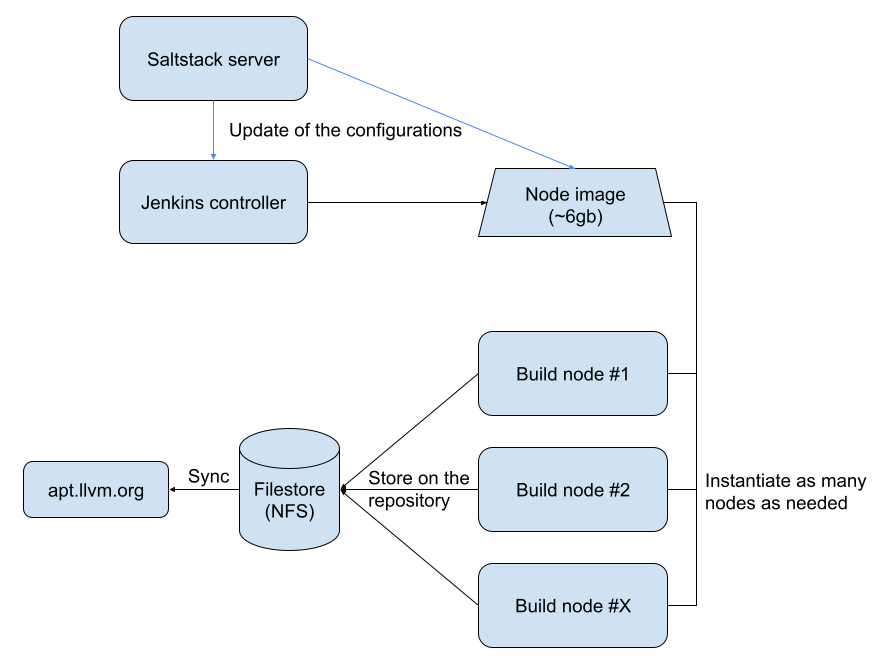 Saltstack server
Update of the configurations
Jenkins controller
Node image
(~6gb)
Build node #1
Build node #2
Build node #X
Instantiate as many
nodes as needed
Store on the
repository
Filestore
(NFS)
Sync
apt.llvm.org